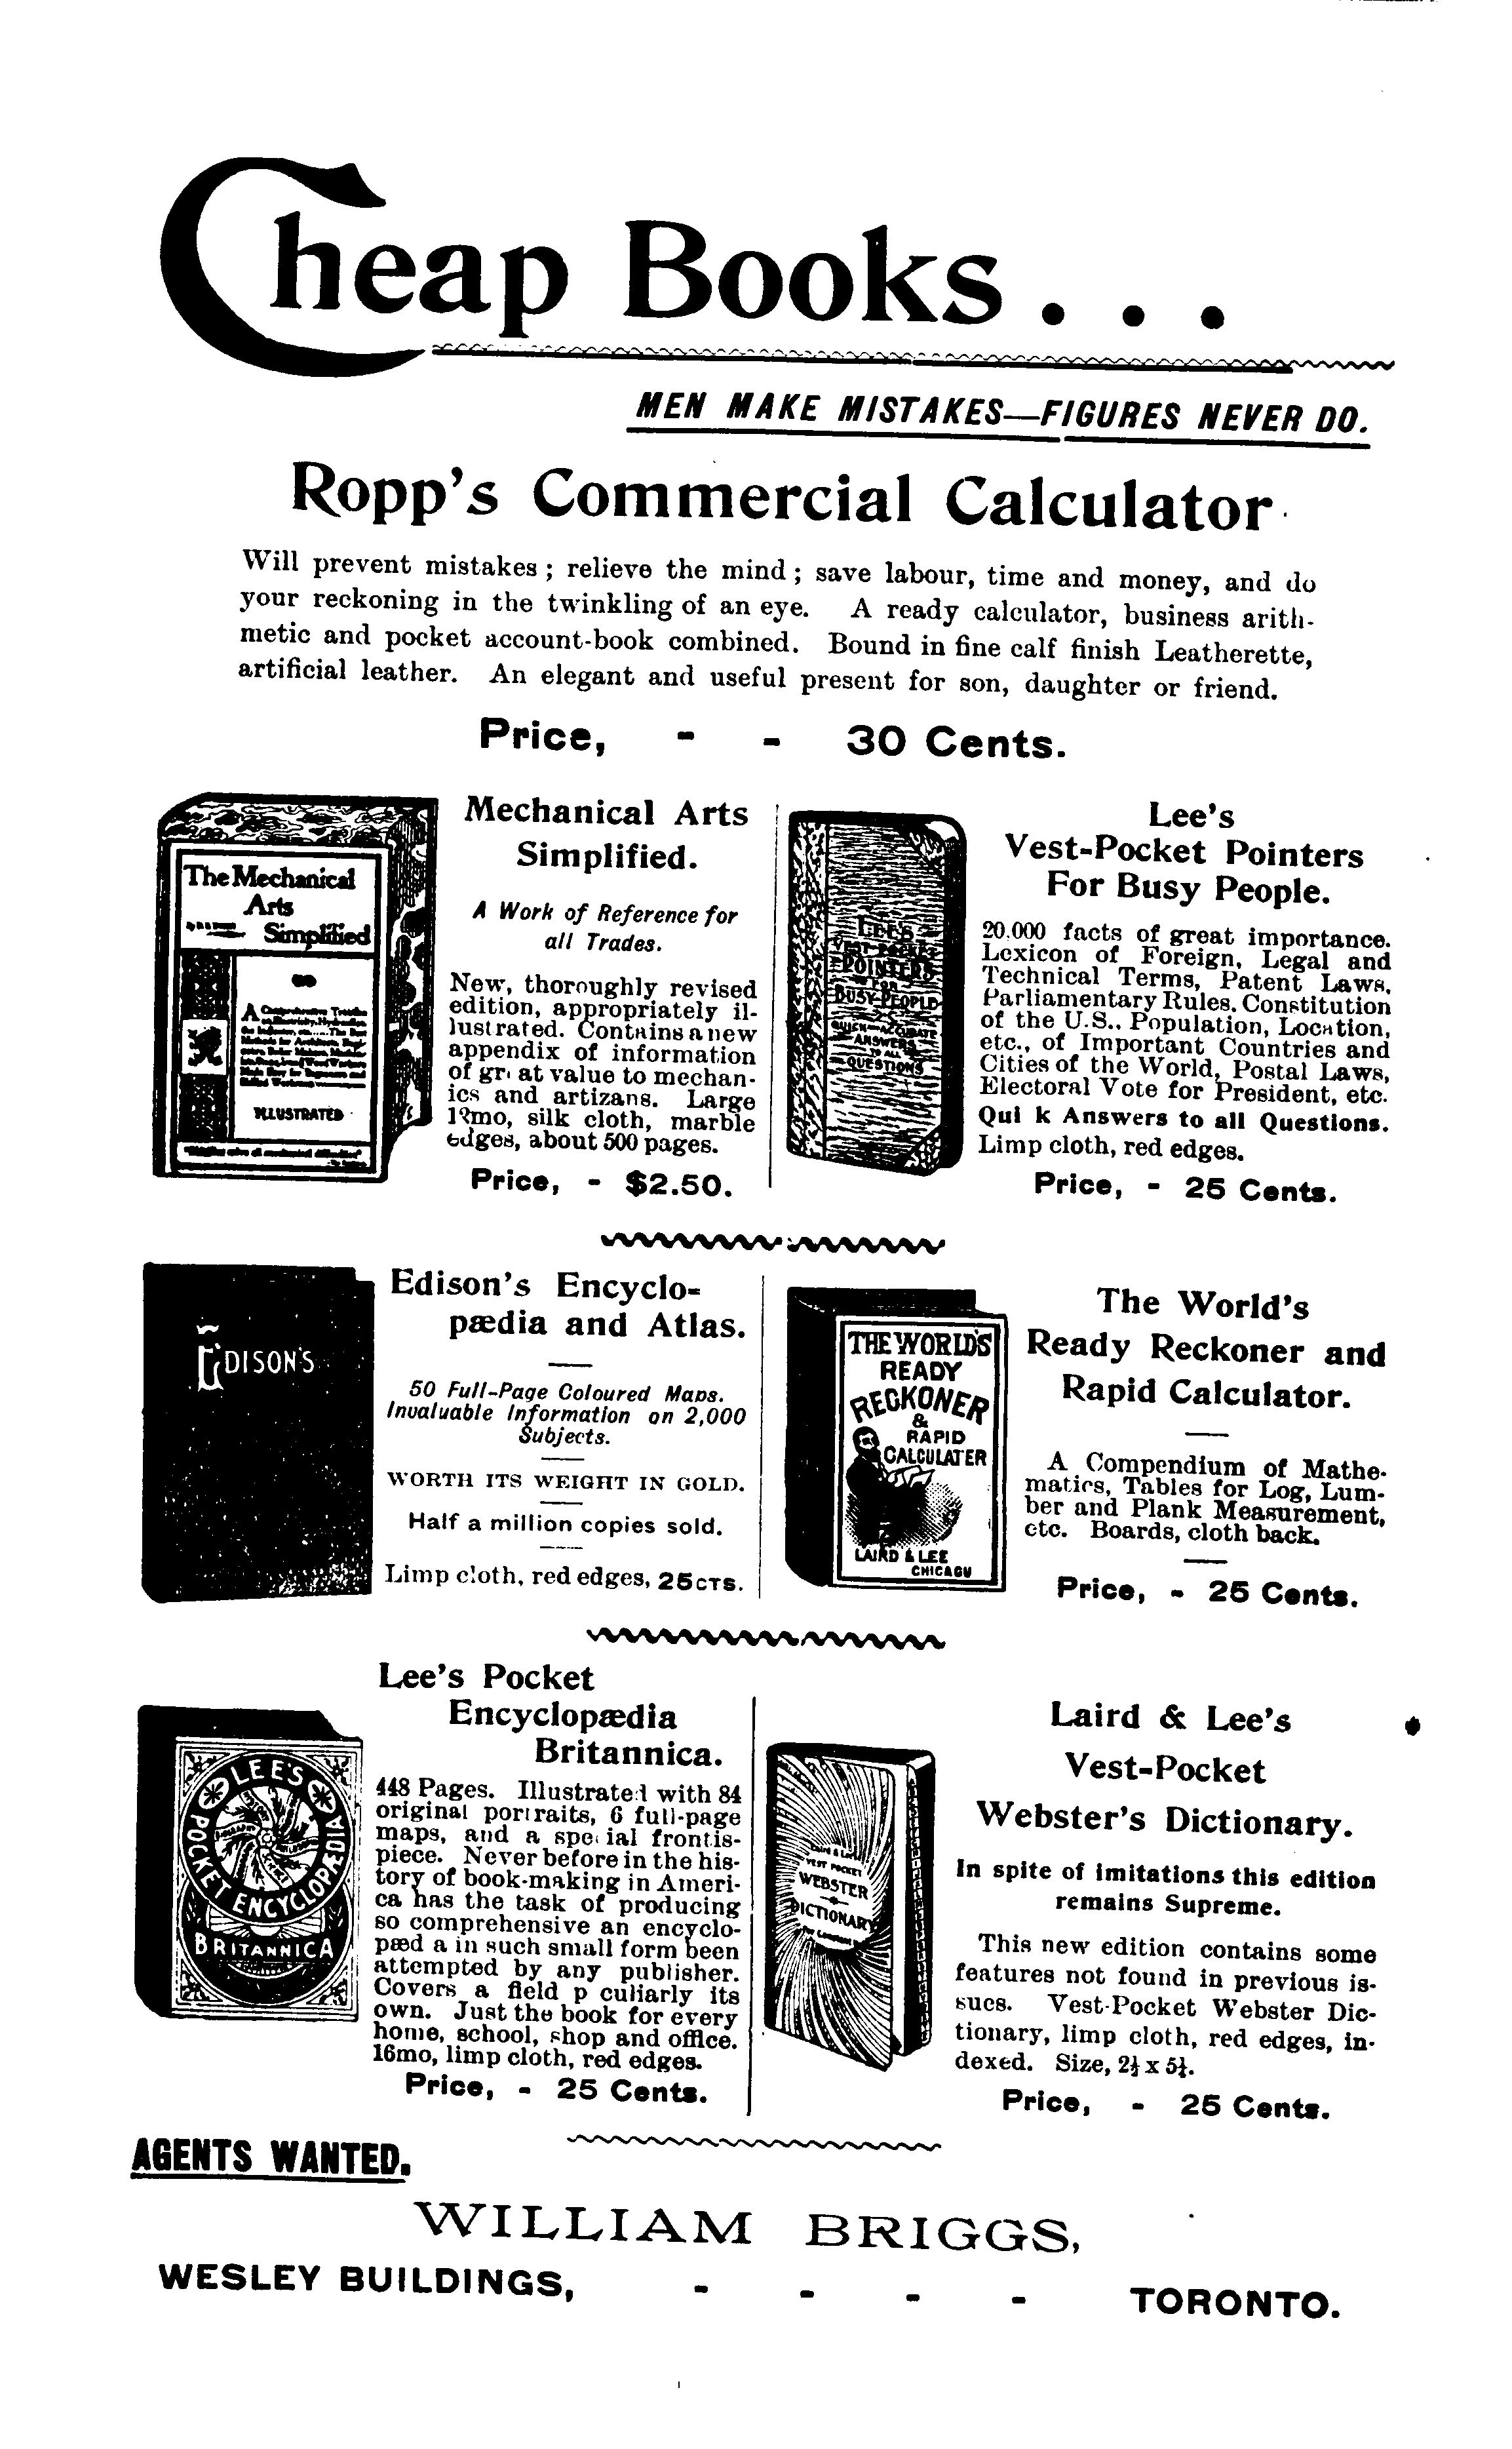 Cheap Books . . .
MEN MAKE MISTAKES—FIGURES NEVER DO.
Ropp's Commercial Calculator
Will prevent mistakes; relieve the mind; save labour, time and money, and do
your reckoning in the twinkling of an eye. A ready calculator, business arith-
metic and pocket account-book combined. Bound in fine calf finish Leatherette,
artificial leather. An elegant and useful present for son, daughter or friend.
Price, - - 30 Cents.
The Mechanical
Arts
Simplified
ILLUSTRATED
Mechanical Arts
Simplified.
A Work of Reference for
all Trades.
New, thoroughly revised
edition, appropriately il-
lustrated. Contains a new
appendix of information
of gr at value to mechan-
ics and artizans. Large
12mo, silk cloth, marble
edges, about 500 pages.
Price, - $2.50.
LEE'S
VEST-POCKET
POINTERS
FOR
BUSY PEOPLE
QUICK ACCURATE
ANSWERS
TO ALL
QUESTIONS
Lee's
Vest-Pocket Pointers
For Busy People.
20,000 facts of great importance.
Lexicon of Foreign, Legal and
Technical Terms, Patent Laws,
Parliamentary Rules, Constitution
of the U.S., Population, Location,
etc., of Important Countries and
Cities of the World, Postal Laws,
Electoral Vote for President, etc.
Qui k Answers to all Questions.
Limp cloth, red edges.
Price, - 25 Cents.
EDISON'S
Edison's Encyclo-
pædia and Atlas.
50 Full-Page Coloured Maps.
Invaluable Information on 2,000
Subjects.
WORTH ITS WEIGHT IN GOLD.
Half a million copies sold.
Limp cloth, red edges, 25CTS.
THE WORLD'S
READY
RECKONER
&
RAPID
CALCULATER
LAIRD & LEE
CHICAGO
The World's
Ready Reckoner and
Rapid Calculator.
A Compendium of Mathe-
matics, Tables for Log, Lum-
ber and Plank Measurement,
etc. Boards, cloth back.
Price, - 25 Cents.
LEE'S
POCKET ENCYCLOPÆDIA
BRITANNICA
Lee's Pocket
Encyclopædia
Britannica.
448 Pages. Illustrated with 84
original portraits, 6 full-page
maps, and a spe ial frontis-
piece. Never before in the his-
tory of book-making in Ameri-
ca has the task of producing
so comprehensive an encyclo-
pæd a in such small form been
attempted by any publisher.
Covers a field p culiarly its
own. Just the book for every
home, school, shop and office.
16mo, limp cloth, red edges.
Price, - 25 Cents.
VEST POCKET
WEBSTER
DICTIONARY
Laird & Lee's
Vest-Pocket
Webster's Dictionary.
In spite of imitations this edition
remains Supreme.
This new edition contains some
features not found in previous is-
sues. Vest-Pocket Webster Dic-
tionary, limp cloth, red edges, in-
dexed. Size, 2½ x 5½.
Price, - 25 Cents.
AGENTS WANTED.
WILLIAM BRIGGS,
WESLEY BUILDINGS, - - - - TORONTO.